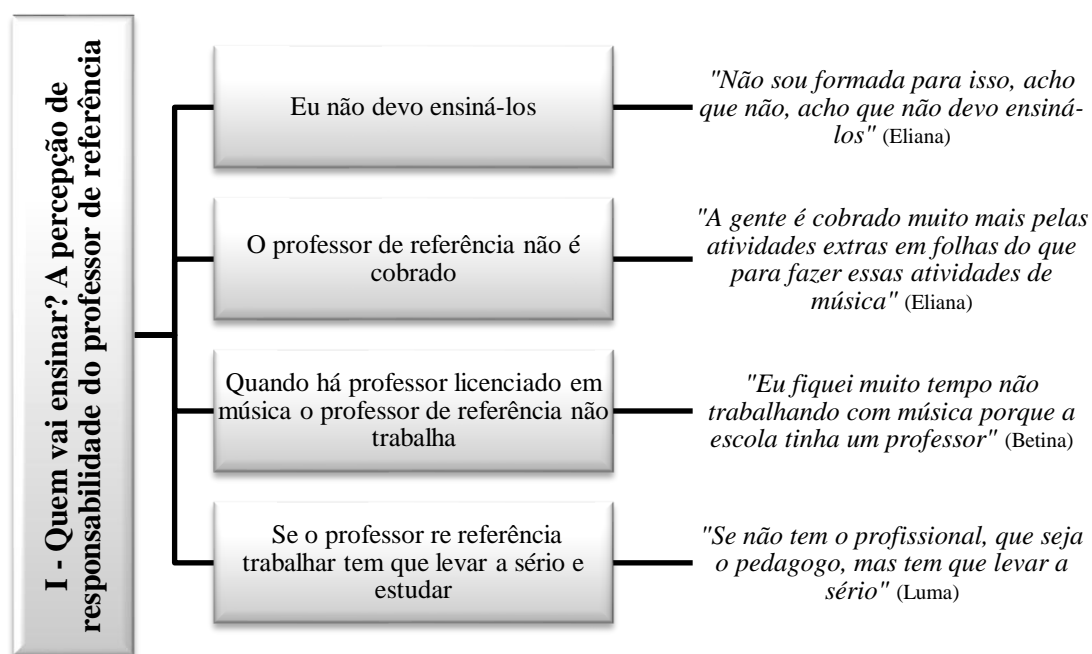 I - Quem vai ensinar? A percepção de
responsabilidade do professor de referência
Eu não devo ensiná-los
"Não sou formada para isso, acho
que não, acho que não devo ensiná-
los" (Eliana)
O professor de referência não é
cobrado
"A gente é cobrado muito mais pelas
atividades extras em folhas do que
para fazer essas atividades de
música" (Eliana)
Quando há professor licenciado em
música o professor de referência não
trabalha
"Eu fiquei muito tempo não
trabalhando com música porque a
escola tinha um professor" (Betina)
Se o professor re referência
trabalhar tem que levar a sério e
estudar
"Se não tem o profissional, que seja
o pedagogo, mas tem que levar a
sério" (Luma)